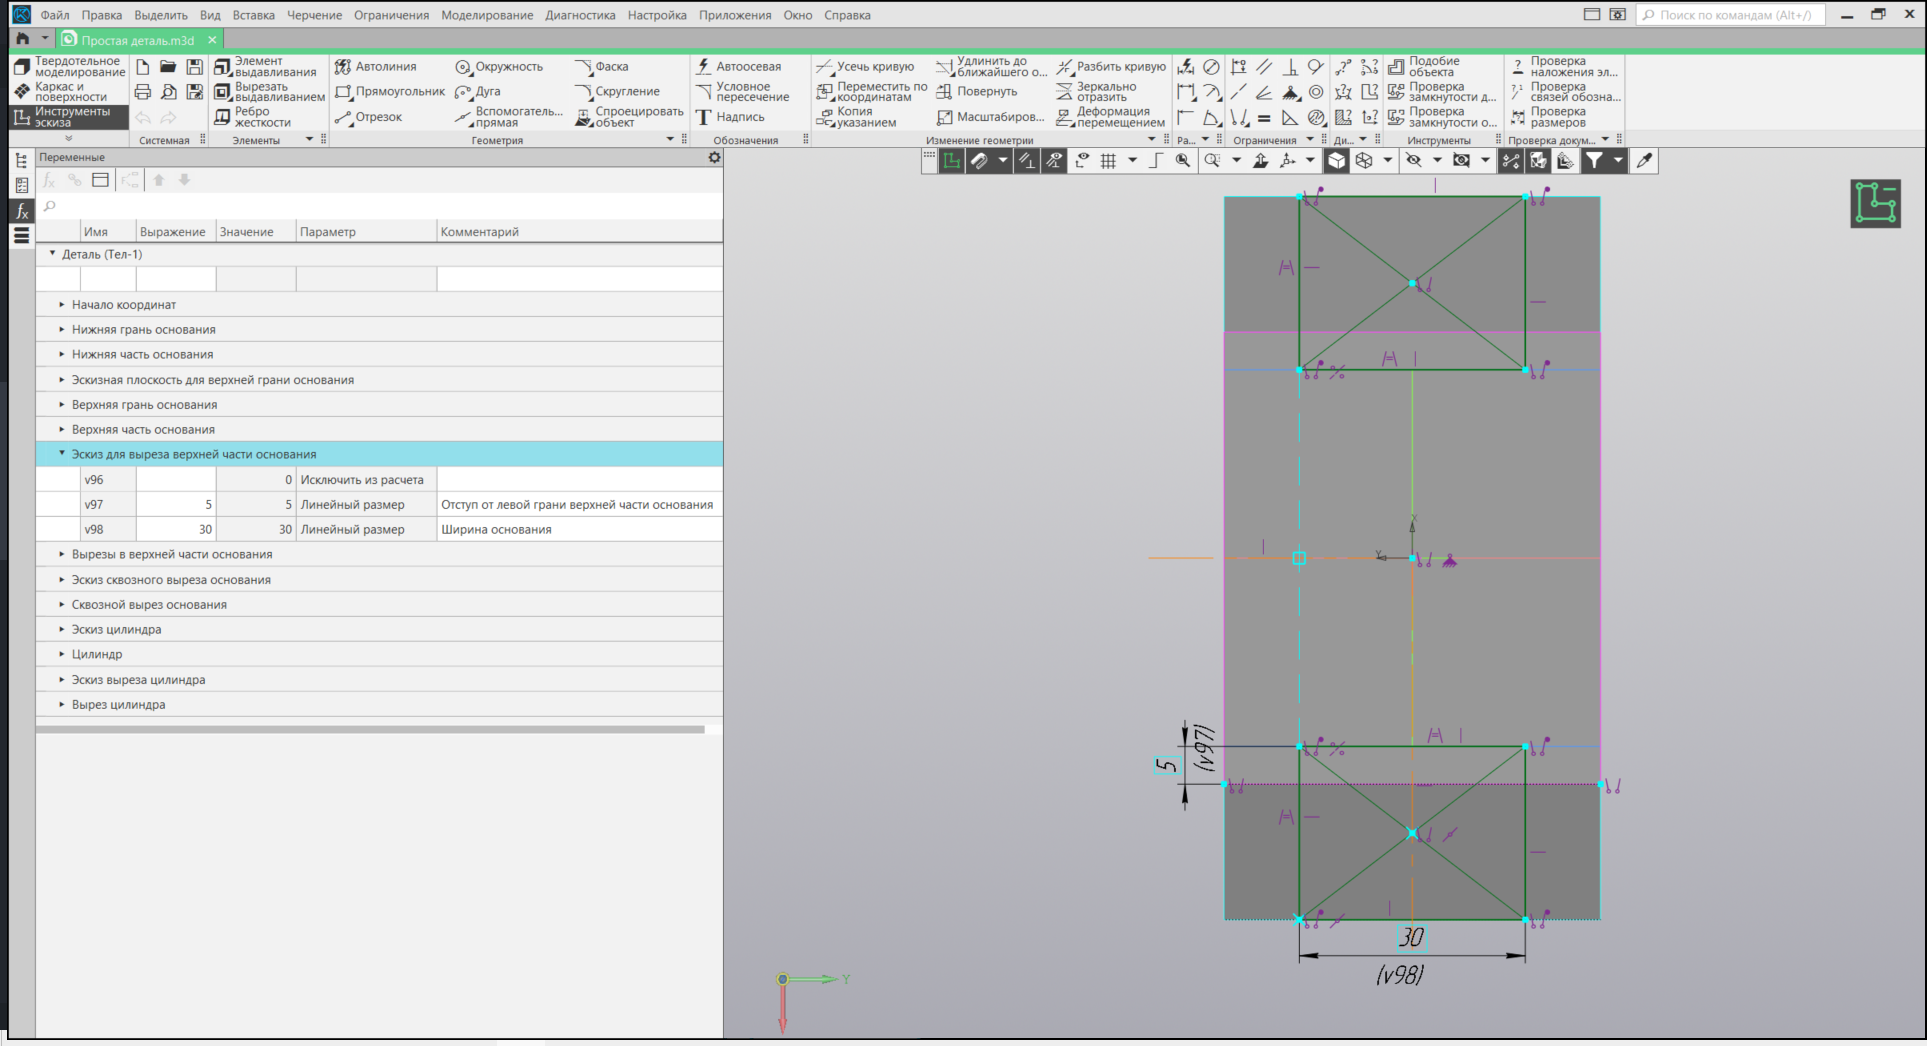 Файл Правка Выделить Вид Вставка Черчение Ограничения Моделирование Диагностика Настройка Приложения Окно Справка
Поиск по командам (Alt+/)
Простая деталь.m3d
Твердотельное моделирование
Каркас и поверхности
Инструменты эскиза
Системная
Элемент выдавливания
Вырезать выдавливанием
Ребро жесткости
Элементы
Автолиния
Прямоугольник
Отрезок
Окружность
Дуга
Вспомогатель... прямая
Фаска
Скругление
Спроецировать объект
Геометрия
Автоосевая
Условное пересечение
Надпись
Обозначения
Усечь кривую
Переместить по координатам
Копия указанием
Удлинить до ближайшего о...
Повернуть
Масштабиров...
Разбить кривую
Зеркально отразить
Деформация перемещением
Изменение геометрии
Ра...
Ограничения
Ди...
Подобие объекта
Проверка замкнутости д...
Проверка замкнутости о...
Инструменты
Проверка наложения эл...
Проверка связей обозна...
Проверка размеров
Проверка докум...
Переменные
Имя Выражение Значение Параметр Комментарий
Деталь (Тел-1)
Начало координат
Нижняя грань основания
Нижняя часть основания
Эскизная плоскость для верхней грани основания
Верхняя грань основания
Верхняя часть основания
Эскиз для выреза верхней части основания
v96 0 Исключить из расчета
v97 5 5 Линейный размер Отступ от левой грани верхней части основания
v98 30 30 Линейный размер Ширина основания
Вырезы в верхней части основания
Эскиз сквозного выреза основания
Сквозной вырез основания
Эскиз цилиндра
Цилиндр
Эскиз выреза цилиндра
Вырез цилиндра
X
Y
5
(v97)
30
(v98)
Y